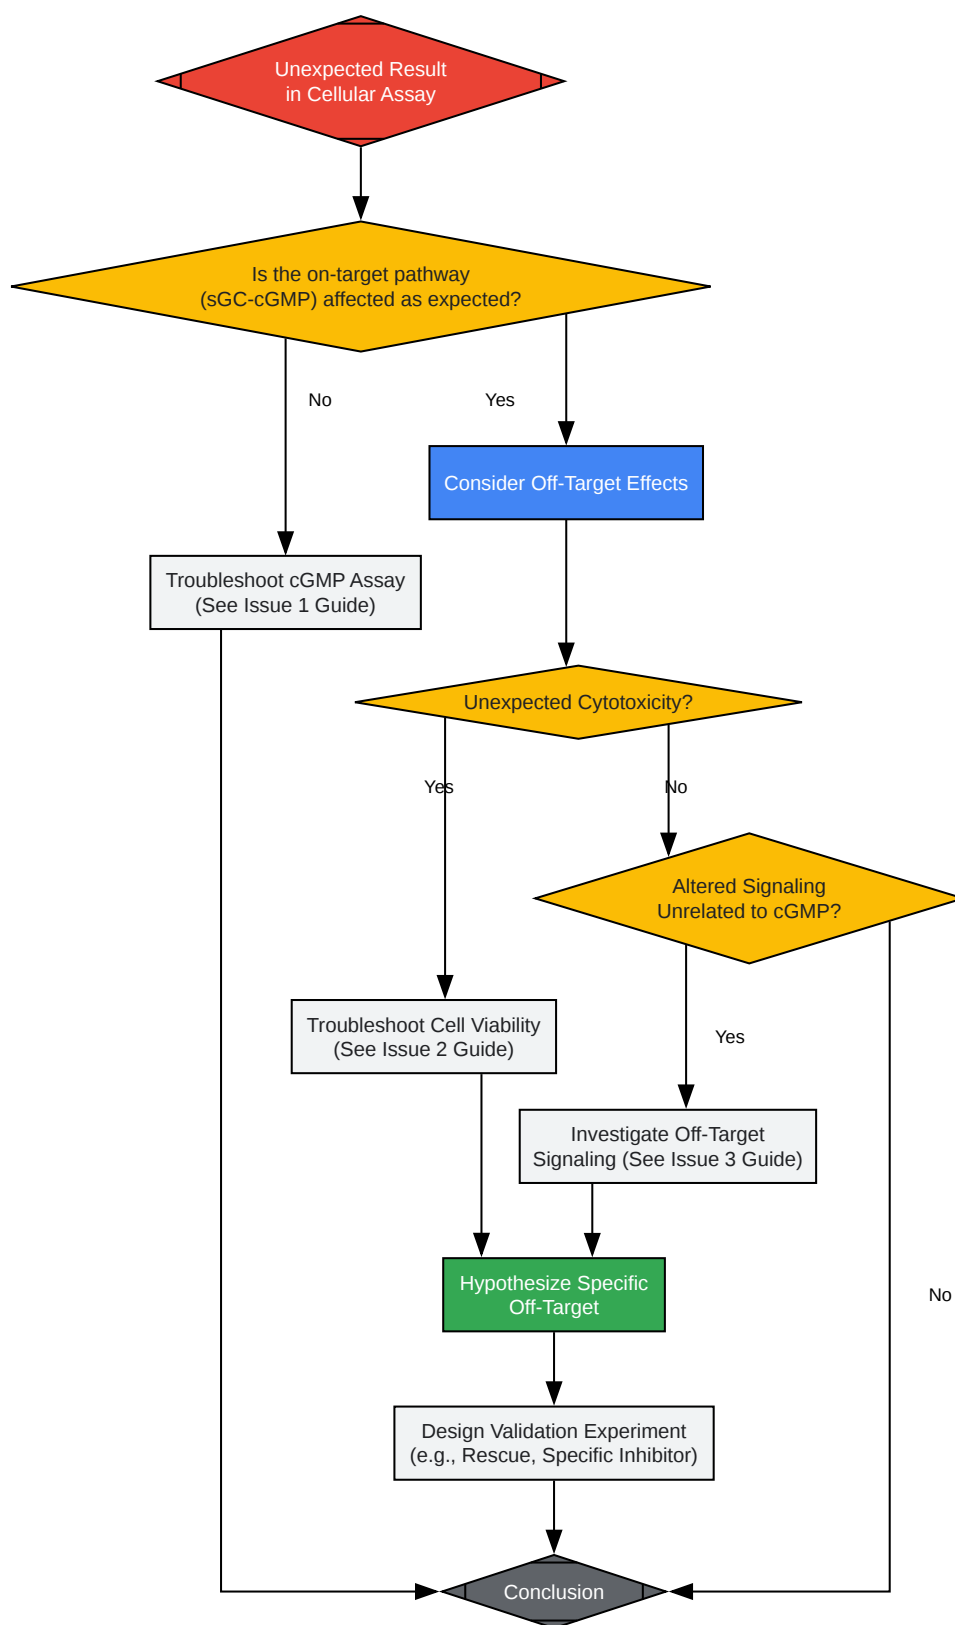 Unexpected Result
in Cellular Assay
Is the on-target pathway
(sGC-cGMP) affected as expected?
No
Yes
Consider Off-Target Effects
Troubleshoot cGMP Assay
(See Issue 1 Guide)
Unexpected Cytotoxicity?
Yes
No
Altered Signaling
Unrelated to cGMP?
Troubleshoot Cell Viability
(See Issue 2 Guide)
Yes
Investigate Off-Target
Signaling (See Issue 3 Guide)
Hypothesize Specific
Off-Target
No
Design Validation Experiment
(e.g., Rescue, Specific Inhibitor)
Conclusion